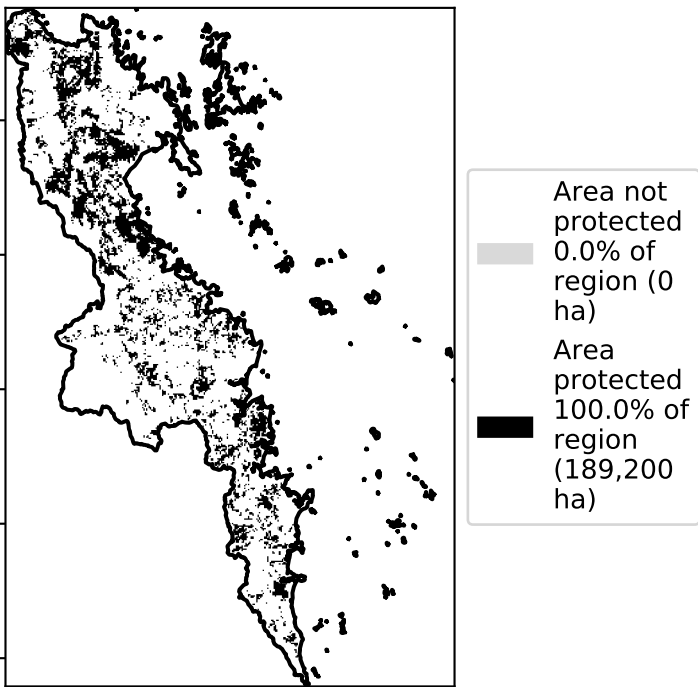 Area not
protected
0.0% of
region (0
ha)
Area
protected
100.0% of
region
(189,200
ha)